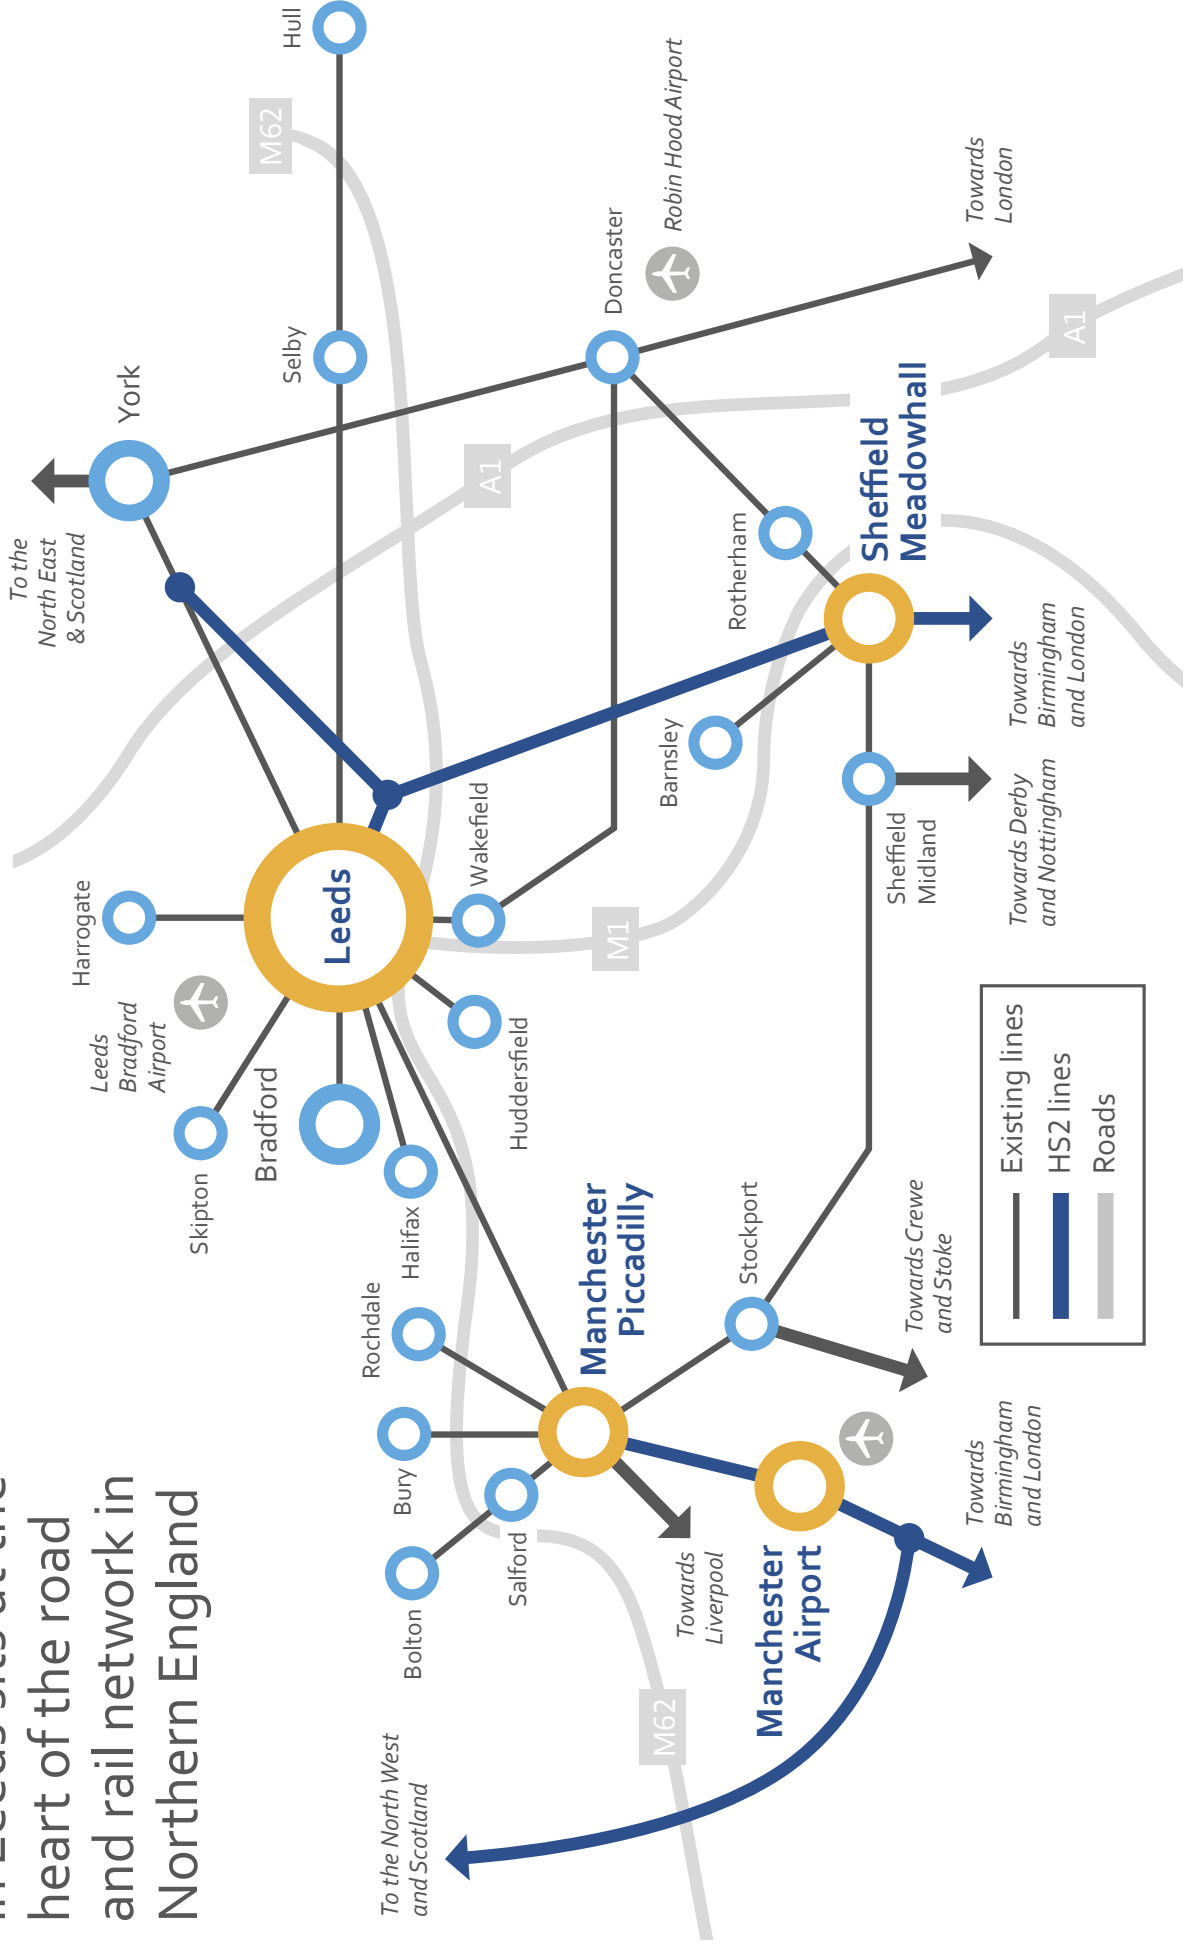 heart of the road
and rail network in
Northern England
To the
North East
& Scotland
York
Hull
M62
Selby
Harrogate
Leeds
Bradford
Airport
Skipton
Bradford
Leeds
Halifax
Huddersfield
Wakefield
A1
Doncaster
Robin Hood Airport
Towards
London
A1
Rotherham
Sheffield
Meadowhall
Barnsley
M1
Sheffield
Midland
Towards
Birmingham
and London
Towards Derby
and Nottingham
Rochdale
Bury
Bolton
Salford
Manchester
Piccadilly
Stockport
Towards Crewe
and Stoke
Towards
Liverpool
Manchester
Airport
Towards
Birmingham
and London
To the North West
and Scotland
M62
Existing lines
HS2 lines
Roads